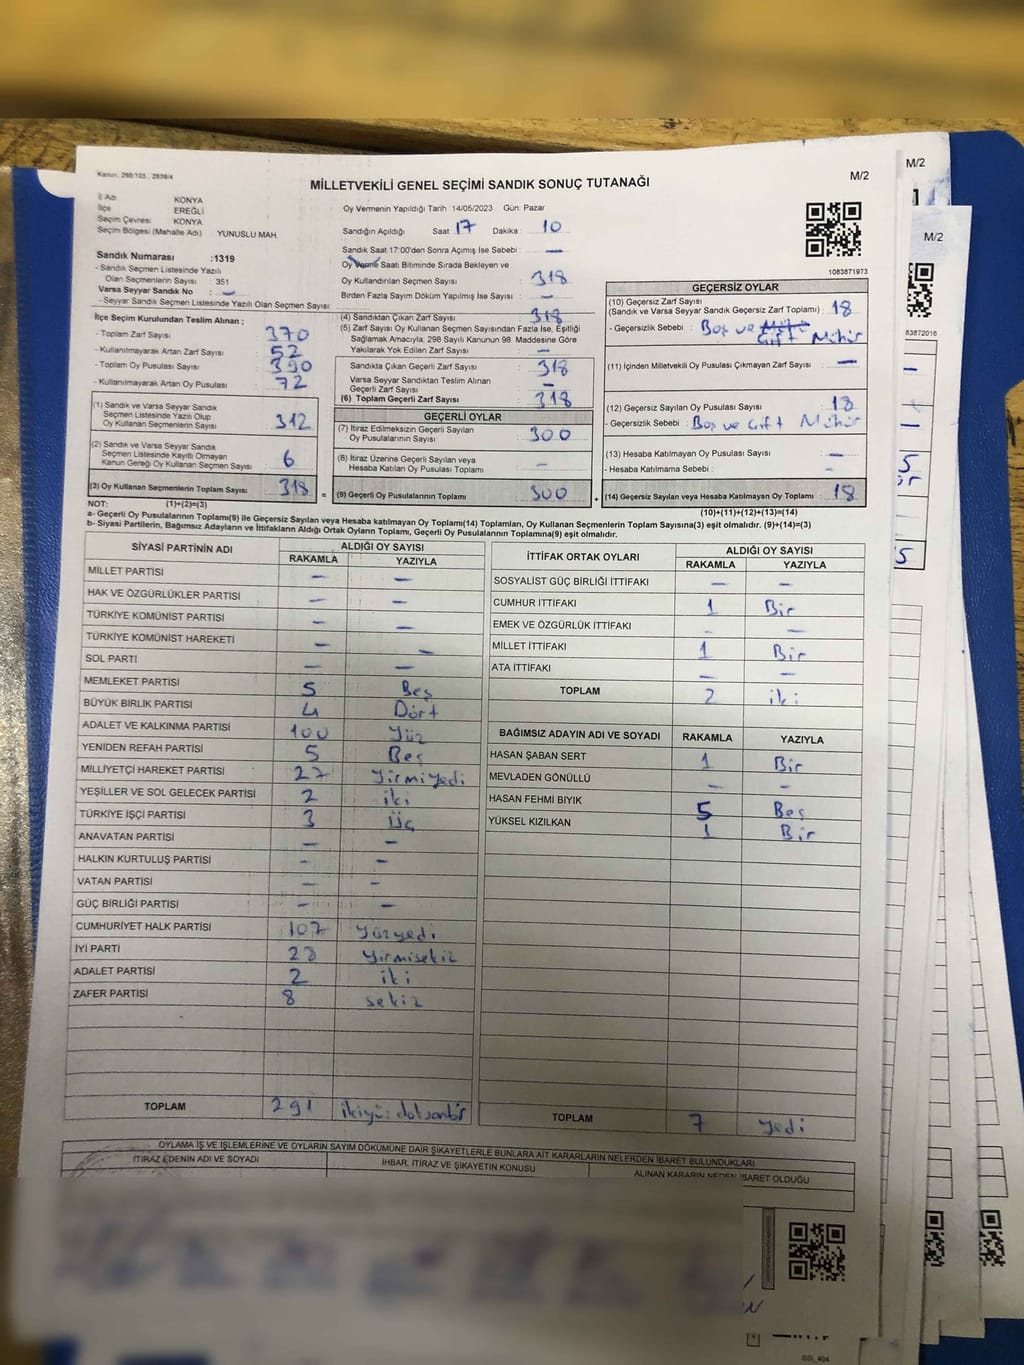 Kanun. 298/105, 2839/4
M/2
MİLLETVEKİLİ GENEL SEÇİMİ SANDIK SONUÇ TUTANAĞI
İl Adı KONYA
İlçe EREĞLİ
Seçim Çevresi KONYA
Seçim Bölgesi (Mahalle Adı) YUNUSLU MAH.
Sandık Numarası :1319
- Sandık Seçmen Listesinde Yazılı
Olan Seçmenlerin Sayısı : 351
Varsa Seyyar Sandık No : —
- Seyyar Sandık Seçmen Listesinde Yazılı Olan Seçmen Sayısı:
İlçe Seçim Kurulundan Teslim Alınan ;
- Toplam Zarf Sayısı : 370
- Kullanılmayarak Artan Zarf Sayısı : 52
- Toplam Oy Pusulası Sayısı : 390
- Kullanılmayarak Artan Oy Pusulası : 72
(1) Sandık ve Varsa Seyyar Sandık
Seçmen Listesinde Yazılı Olup
Oy Kullanan Seçmenlerin Sayısı : 312
(2) Sandık ve Varsa Seyyar Sandık
Seçmen Listesinde Kayıtlı Olmayan
Kanun Gereği Oy Kullanan Seçmen Sayısı : 6
(3) Oy Kullanan Seçmenlerin Toplam Sayısı : 318
Oy Vermenin Yapıldığı Tarih 14/05/2023 Gün: Pazar
Sandığın Açıldığı Saat 17 Dakika 10
Sandık Saat 17:00'den Sonra Açımış İse Sebebi : —
Oy Verme Saati Bitiminde Sırada Bekleyen ve
Oy Kullandırılan Seçmen Sayısı : 318
Birden Fazla Sayım Döküm Yapılmış İse Sayısı : —
(4) Sandıktan Çıkan Zarf Sayısı : 318
(5) Zarf Sayısı Oy Kullanan Seçmen Sayısından Fazla İse, Eşitliği
Sağlamak Amacıyla, 298 Sayılı Kanunun 98. Maddesine Göre
Yakılarak Yok Edilen Zarf Sayısı : —
Sandıkta Çıkan Geçerli Zarf Sayısı : 318
Varsa Seyyar Sandıktan Teslim Alınan
Geçerli Zarf Sayısı : —
(6) Toplam Geçerli Zarf Sayısı : 318
GEÇERLİ OYLAR
(7) İtiraz Edilmeksizin Geçerli Sayılan
Oy Pusulalarının Sayısı : 300
(8) İtiraz Üzerine Geçerli Sayılan veya
Hesaba Katılan Oy Pusulası Toplamı : —
= (9) Geçerli Oy Pusulalarının Toplamı : 300
1083871973
GEÇERSİZ OYLAR
(10) Geçersiz Zarf Sayısı
(Sandık ve Varsa Seyyar Sandık Geçersiz Zarf Toplamı) : 18
- Geçersizlik Sebebi : Boş ve Çift Mühür
(11) İçinden Milletvekili Oy Pusulası Çıkmayan Zarf Sayısı : —
(12) Geçersiz Sayılan Oy Pusulası Sayısı : 18
- Geçersizlik Sebebi : Boş ve Çift Mühür
(13) Hesaba Katılmayan Oy Pusulası Sayısı : —
- Hesaba Katılmama Sebebi : —
+ (14) Geçersiz Sayılan veya Hesaba Katılmayan Oy Toplamı : 18
NOT: (1)+(2)=(3)
(10)+(11)+(12)+(13)=(14)
a- Geçerli Oy Pusulalarının Toplamı(9) ile Geçersiz Sayılan veya Hesaba katılmayan Oy Toplamı(14) Toplamları, Oy Kullanan Seçmenlerin Toplam Sayısına(3) eşit olmalıdır. (9)+(14)=(3)
b- Siyasi Partilerin, Bağımsız Adayların ve İttifakların Aldığı Ortak Oyların Toplamı, Geçerli Oy Pusulalarının Toplamına(9) eşit olmalıdır.
SİYASİ PARTİNİN ADI ALDIĞI OY SAYISI
RAKAMLA YAZIYLA
MİLLET PARTİSİ — —
HAK VE ÖZGÜRLÜKLER PARTİSİ — —
TÜRKİYE KOMÜNİST PARTİSİ — —
TÜRKİYE KOMÜNİST HAREKETİ — —
SOL PARTİ — —
MEMLEKET PARTİSİ 5 Beş
BÜYÜK BİRLİK PARTİSİ 4 Dört
ADALET VE KALKINMA PARTİSİ 100 Yüz
YENİDEN REFAH PARTİSİ 5 Beş
MİLLİYETÇİ HAREKET PARTİSİ 27 Yirmiyedi
YEŞİLLER VE SOL GELECEK PARTİSİ 2 iki
TÜRKİYE İŞÇİ PARTİSİ 3 üç
ANAVATAN PARTİSİ — —
HALKIN KURTULUŞ PARTİSİ — —
VATAN PARTİSİ — —
GÜÇ BİRLİĞİ PARTİSİ — —
CUMHURİYET HALK PARTİSİ 107 Yüzyedi
İYİ PARTİ 28 Yirmisekiz
ADALET PARTİSİ 2 iki
ZAFER PARTİSİ 8 sekiz
TOPLAM 291 ikiyüzdoksanbir
İTTİFAK ORTAK OYLARI ALDIĞI OY SAYISI
RAKAMLA YAZIYLA
SOSYALİST GÜÇ BİRLİĞİ İTTİFAKI — —
CUMHUR İTTİFAKI 1 Bir
EMEK VE ÖZGÜRLÜK İTTİFAKI — —
MİLLET İTTİFAKI 1 Bir
ATA İTTİFAKI — —
TOPLAM 2 iki
BAĞIMSIZ ADAYIN ADI VE SOYADI RAKAMLA YAZIYLA
HASAN ŞABAN SERT 1 Bir
MEVLADEN GÖNÜLLÜ — —
HASAN FEHMİ BIYIK 5 Beş
YÜKSEL KIZILKAN 1 Bir
TOPLAM 7 yedi
OYLAMA İŞ VE İŞLEMLERİNE VE OYLARIN SAYIM DÖKÜMÜNE DAİR ŞİKAYETLERLE BUNLARA AİT KARARLARIN NELERDEN İBARET BULUNDUKLARI
İTİRAZ EDENİN ADI VE SOYADI İHBAR, İTİRAZ VE ŞİKAYETİN KONUSU ALINAN KARARIN NEDEN İBARET OLDUĞU
M/2
M/2
83872016